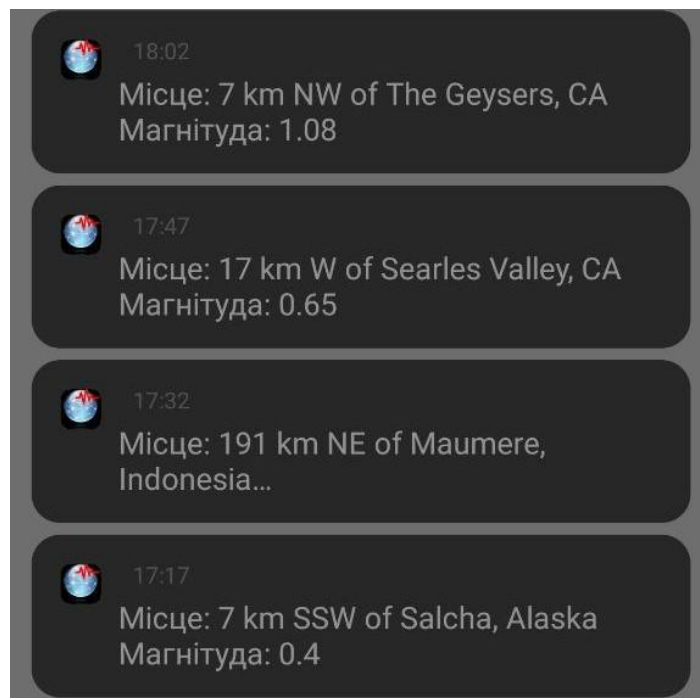 18:02
Місце: 7 km NW of The Geysers, CA
Магнітуда: 1.08
17:47
Місце: 17 km W of Searles Valley, CA
Магнітуда: 0.65
17:32
Місце: 191 km NE of Maumere,
Indonesia…
17:17
Місце: 7 km SSW of Salcha, Alaska
Магнітуда: 0.4